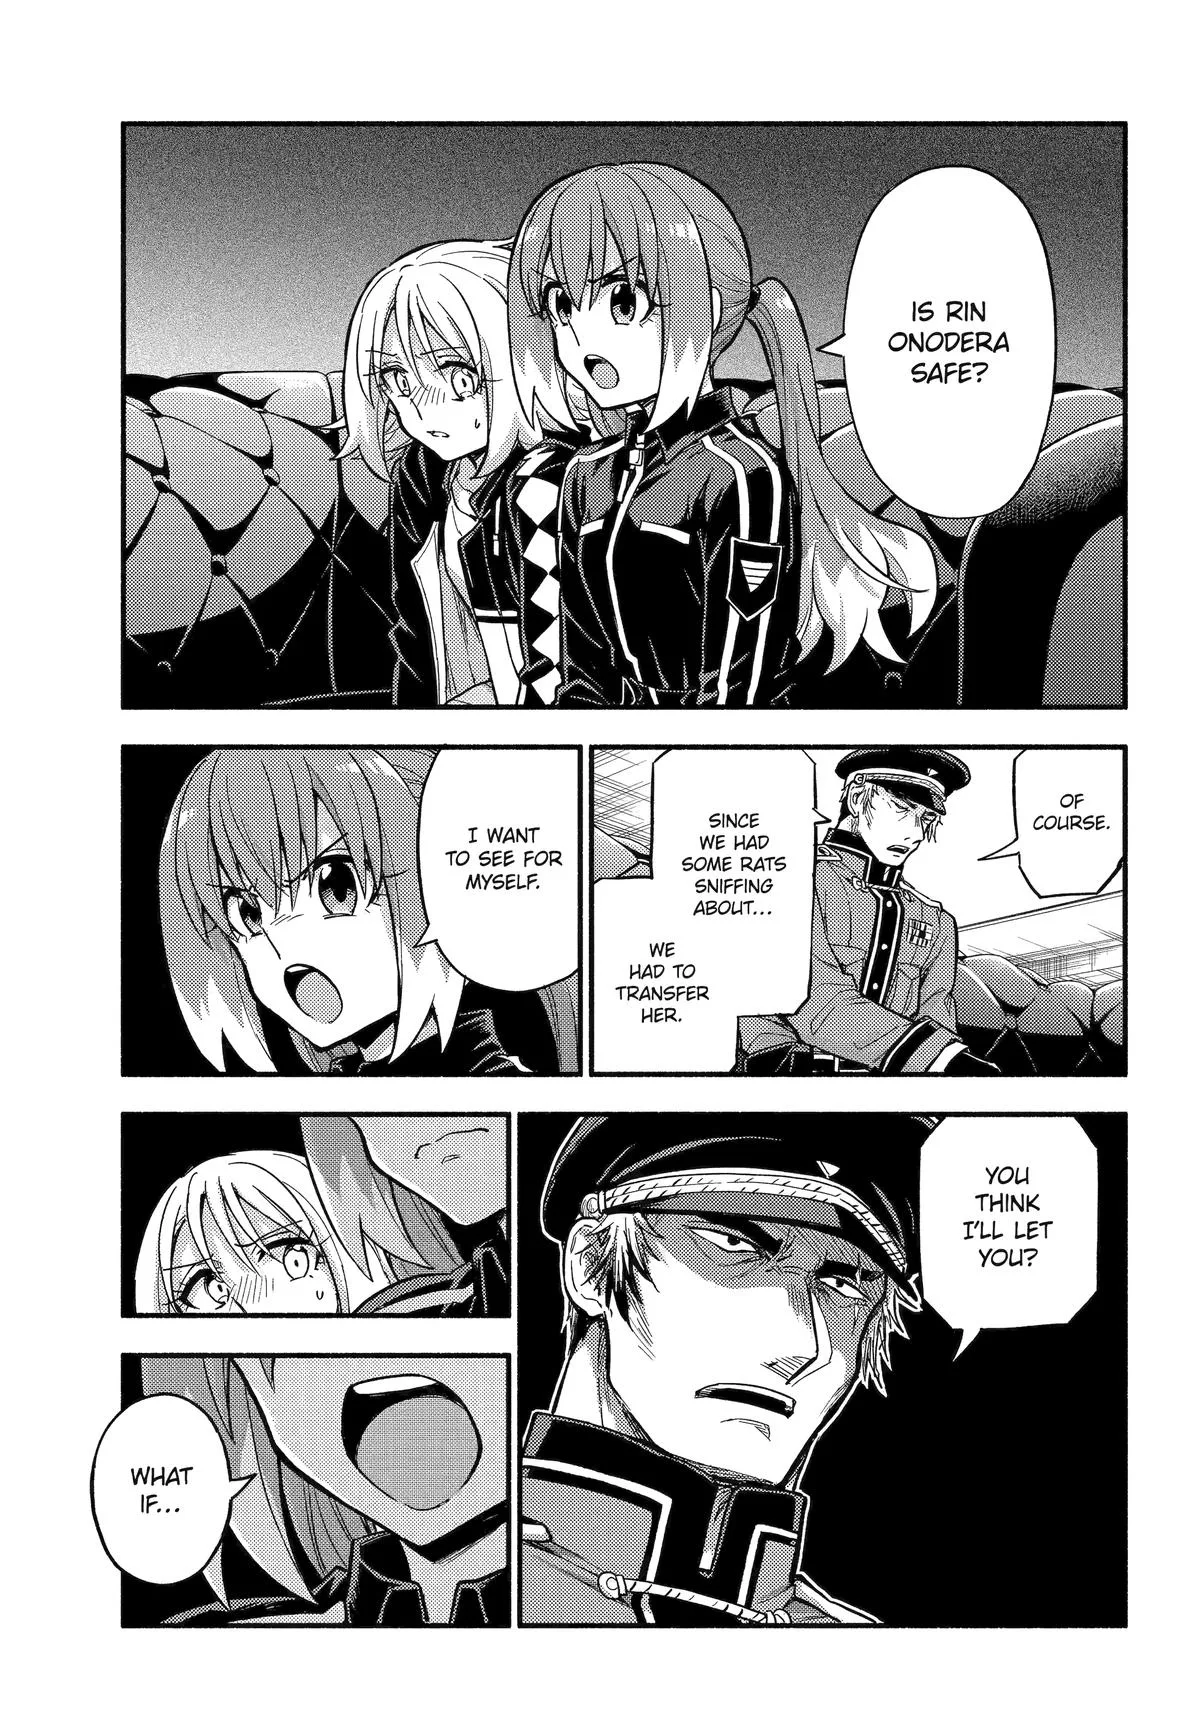 IS RIN
ONODERA
SAFE?
OF
COURSE.
SINCE
WE HAD
SOME RATS
SNIFFING
ABOUT...
WE
HAD TO
TRANSFER
HER.
I WANT
TO SEE FOR
MYSELF.
YOU
THINK
I'LL LET
YOU?
WHAT
IF...